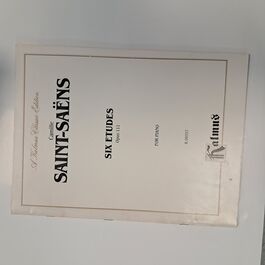 A Kalmus Classic Edition
Camille
SAINT-SAËNS
SIX ETUDES
Opus 111
FOR PIANO
Kalmus